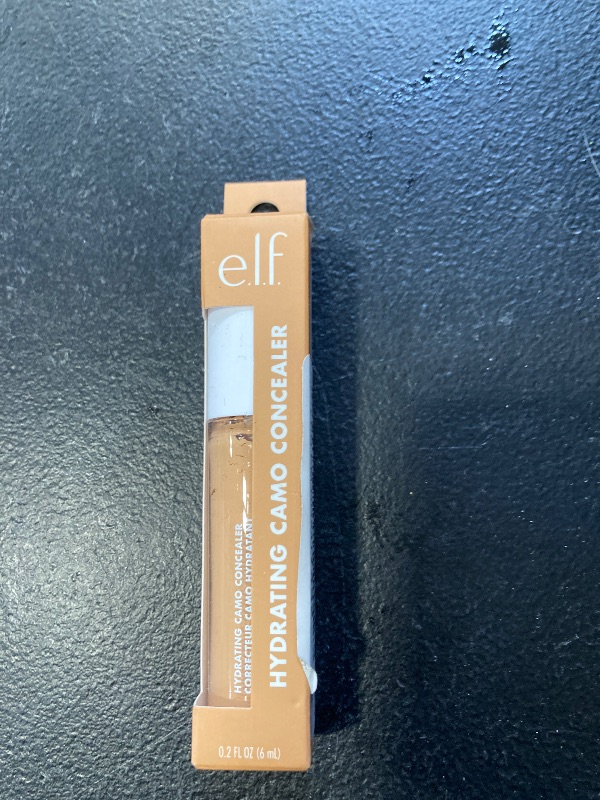 e.l.f.
HYDRATING CAMO CONCEALER
HYDRATING CAMO CONCEALER
CORRECTEUR CAMO HYDRATANT
0.2 FL OZ (6 mL)